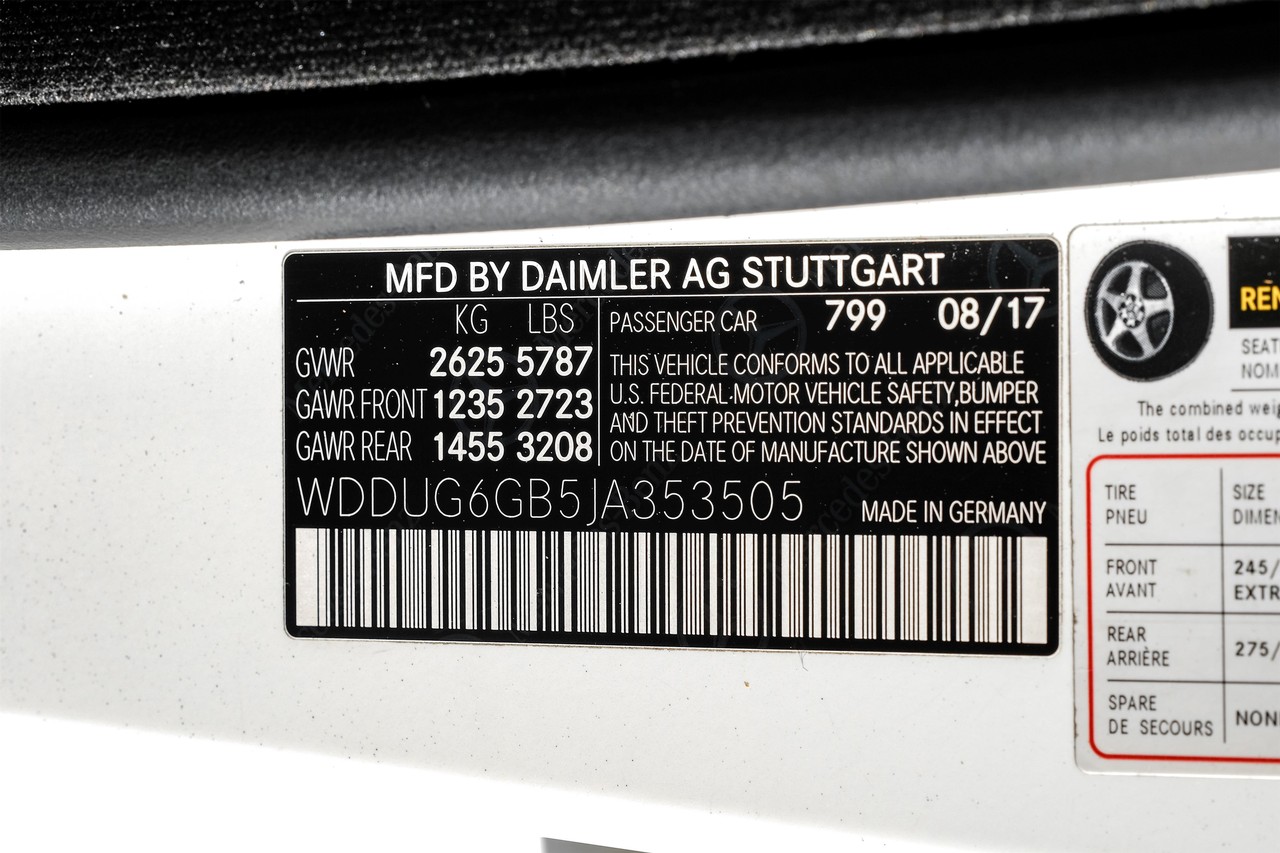 MFD BY DAIMLER AG STUTTGART
KG LBS
GVWR 2625 5787
GAWR FRONT 1235 2723
GAWR REAR 1455 3208
PASSENGER CAR 799 08/17
THIS VEHICLE CONFORMS TO ALL APPLICABLE
U.S. FEDERAL MOTOR VEHICLE SAFETY, BUMPER
AND THEFT PREVENTION STANDARDS IN EFFECT
ON THE DATE OF MANUFACTURE SHOWN ABOVE
WDDUG6GB5JA353505
MADE IN GERMANY
The combined
Le poids total des
TIRE SIZE
PNEU
FRONT 245/
AVANT
REAR 275/
ARRIÈRE
SPARE
DE SECOURS